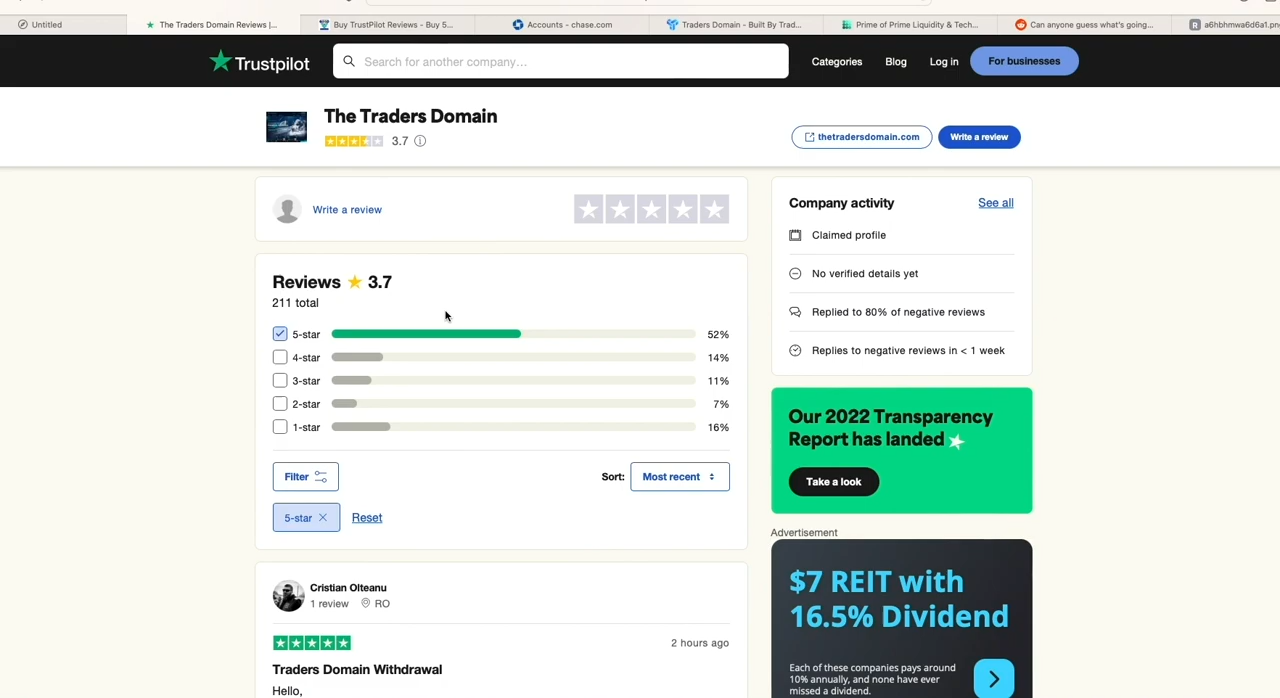 Untitled
The Traders Domain Reviews |...
Buy TrustPilot Reviews - Buy 5...
Accounts - chase.com
Traders Domain - Built By Trad...
Prime of Prime Liquidity & Tech...
Can anyone guess what's going...
a6hbhmwa6d6a1.pn
Trustpilot
Search for another company...
Categories
Blog
Log in
For businesses
The Traders Domain
3.7
thetradersdomain.com
Write a review
Write a review
Company activity
See all
Claimed profile
No verified details yet
Replied to 80% of negative reviews
Replies to negative reviews in < 1 week
Reviews 3.7
211 total
5-star 52%
4-star 14%
3-star 11%
2-star 7%
1-star 16%
Filter
Sort:
Most recent
5-star
Reset
Our 2022 Transparency
Report has landed
Take a look
Advertisement
$7 REIT with
16.5% Dividend
Each of these companies pays around
10% annually, and none have ever
missed a dividend.
Cristian Olteanu
1 review RO
2 hours ago
Traders Domain Withdrawal
Hello,